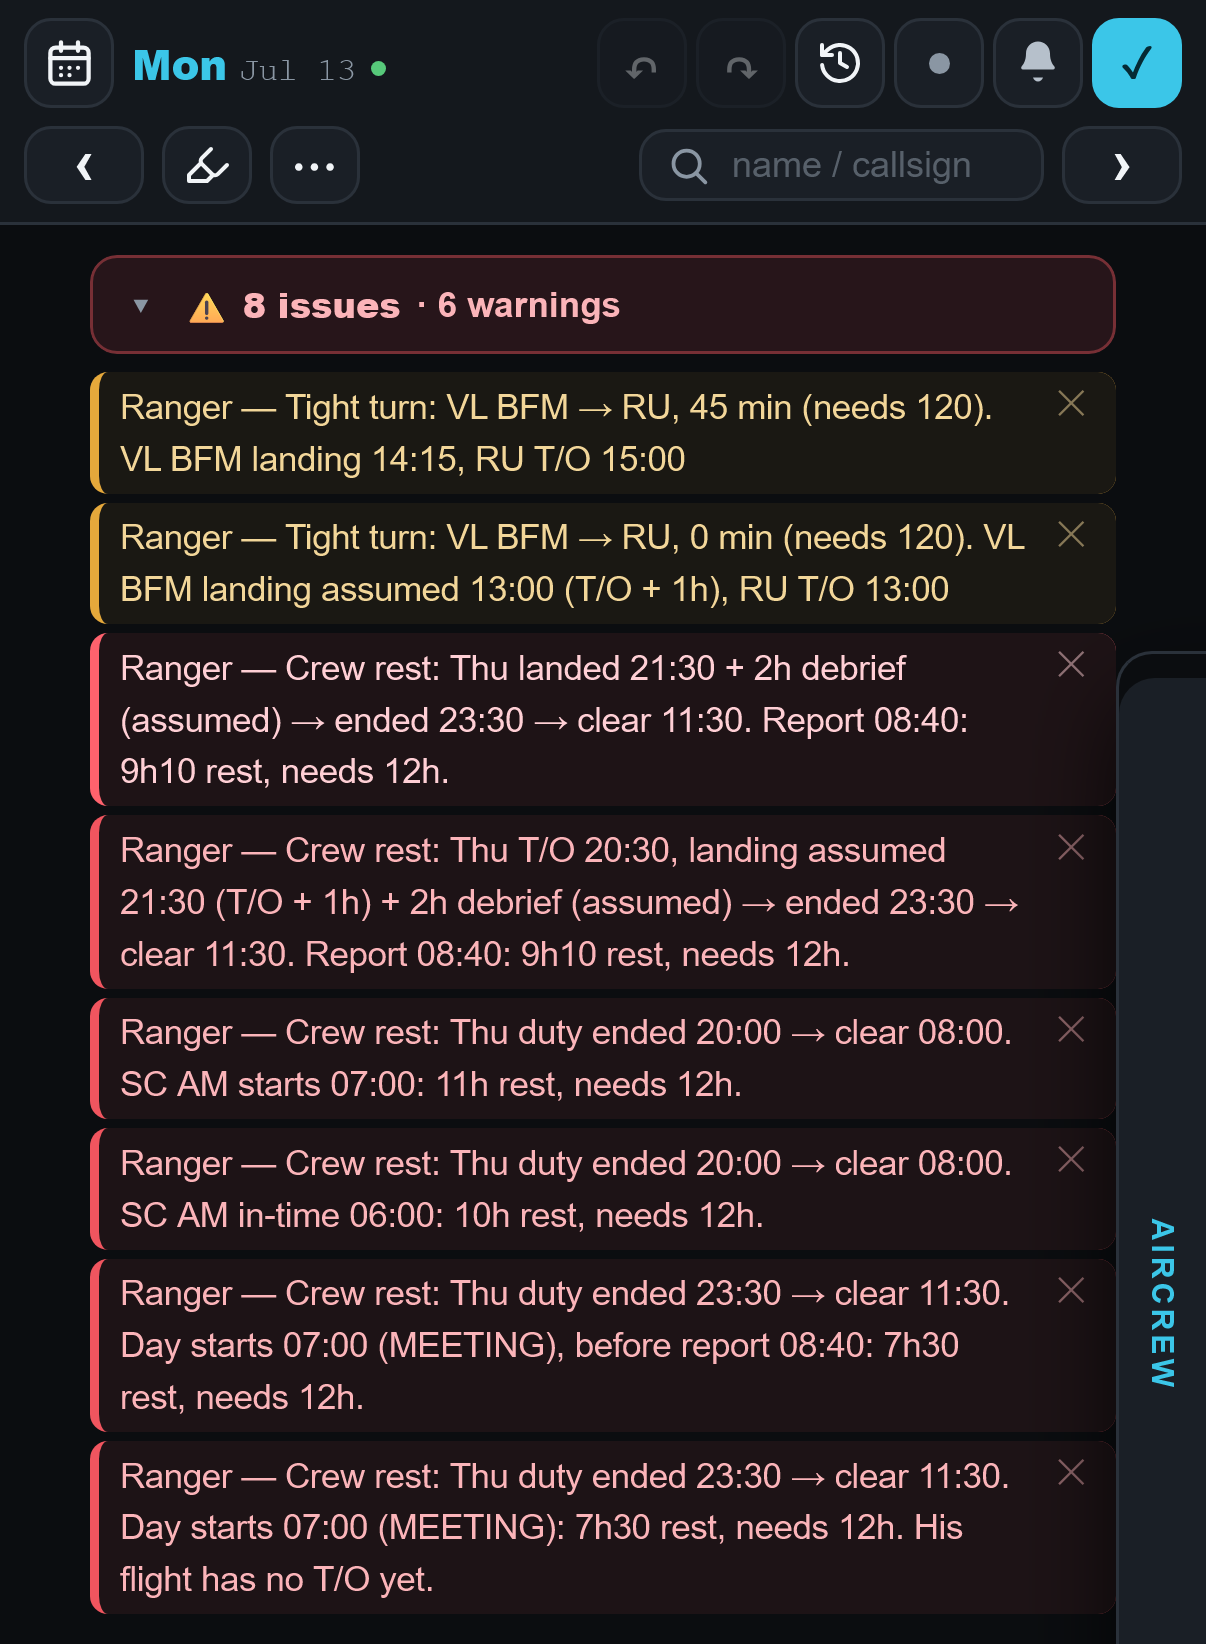 Mon Jul 13
name / callsign
8 issues · 6 warnings
Ranger — Tight turn: VL BFM → RU, 45 min (needs 120).
VL BFM landing 14:15, RU T/O 15:00
Ranger — Tight turn: VL BFM → RU, 0 min (needs 120). VL
BFM landing assumed 13:00 (T/O + 1h), RU T/O 13:00
Ranger — Crew rest: Thu landed 21:30 + 2h debrief
(assumed) → ended 23:30 → clear 11:30. Report 08:40:
9h10 rest, needs 12h.
Ranger — Crew rest: Thu T/O 20:30, landing assumed
21:30 (T/O + 1h) + 2h debrief (assumed) → ended 23:30 →
clear 11:30. Report 08:40: 9h10 rest, needs 12h.
Ranger — Crew rest: Thu duty ended 20:00 → clear 08:00.
SC AM starts 07:00: 11h rest, needs 12h.
Ranger — Crew rest: Thu duty ended 20:00 → clear 08:00.
SC AM in-time 06:00: 10h rest, needs 12h.
Ranger — Crew rest: Thu duty ended 23:30 → clear 11:30.
Day starts 07:00 (MEETING), before report 08:40: 7h30
rest, needs 12h.
Ranger — Crew rest: Thu duty ended 23:30 → clear 11:30.
Day starts 07:00 (MEETING): 7h30 rest, needs 12h. His
flight has no T/O yet.
AIRCREW